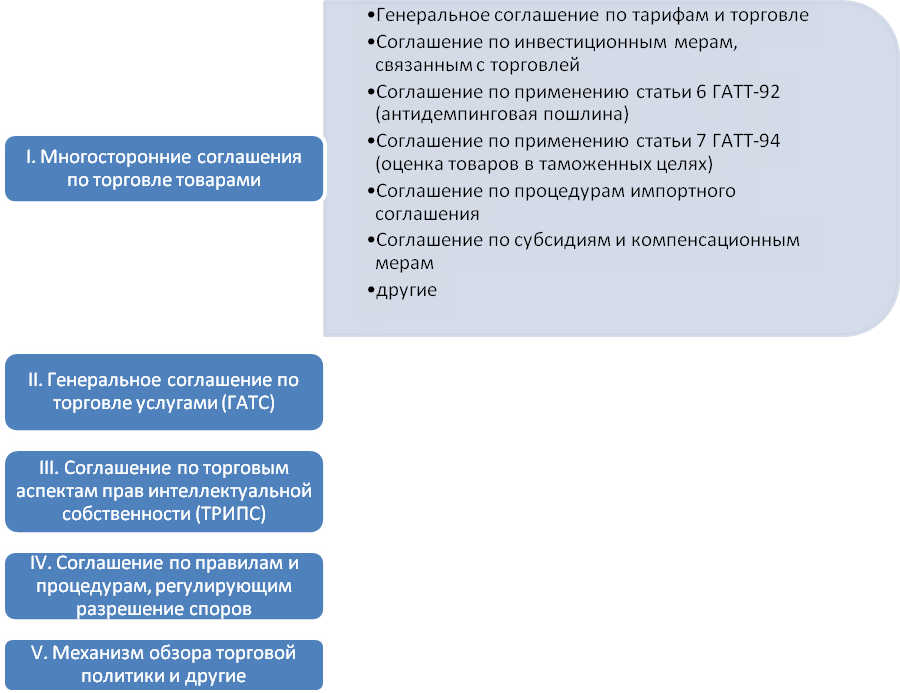 I. Многосторонние соглашения
по торговле товарами
•Генеральное соглашение по тарифам и торговле
•Соглашение по инвестиционным мерам,
связанным с торговлей
•Соглашение по применению статьи 6 ГАТТ-92
(антидемпинговая пошлина)
•Соглашение по применению статьи 7 ГАТТ-94
(оценка товаров в таможенных целях)
•Соглашение по процедурам импортного
соглашения
•Соглашение по субсидиям и компенсационным
мерам
•другие
II. Генеральное соглашение по
торговле услугами (ГАТС)
III. Соглашение по торговым
аспектам прав интеллектуальной
собственности (ТРИПС)
IV. Соглашение по правилам и
процедурам, регулирующим
разрешение споров
V. Механизм обзора торговой
политики и другие